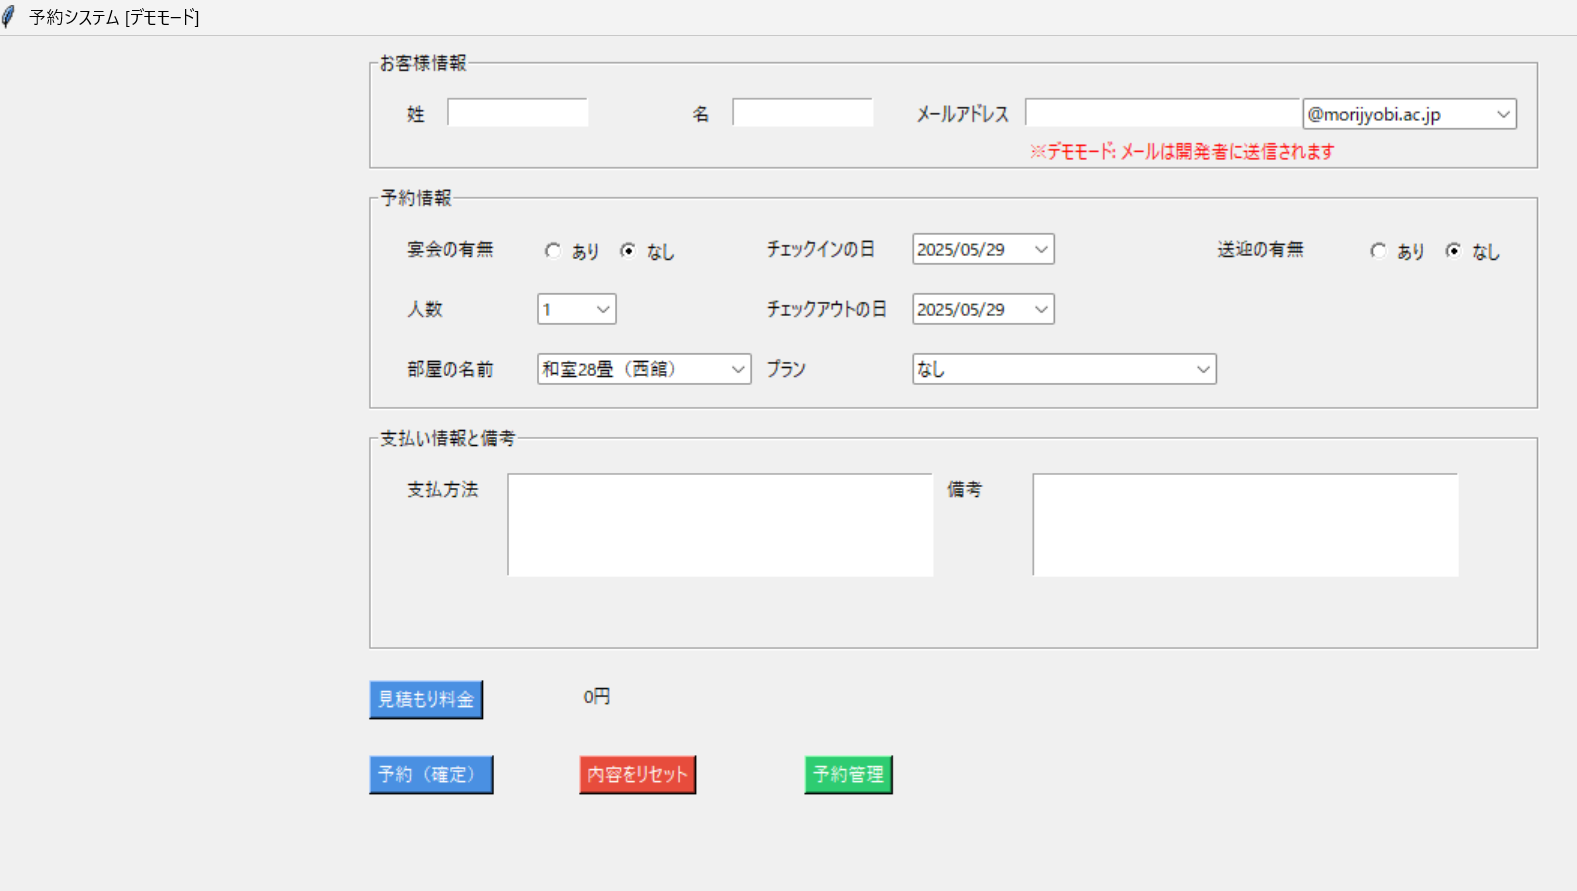 予約システム [デモモード]
お客様情報
姓 名 メールアドレス @morijyobi.ac.jp
※デモモード: メールは開発者に送信されます
予約情報
宴会の有無 あり なし チェックインの日 2025/05/29 送迎の有無 あり なし
人数 1 チェックアウトの日 2025/05/29
部屋の名前 和室28畳（西館） プラン なし
支払い情報と備考
支払方法 備考
見積もり料金 0円
予約（確定） 内容をリセット 予約管理